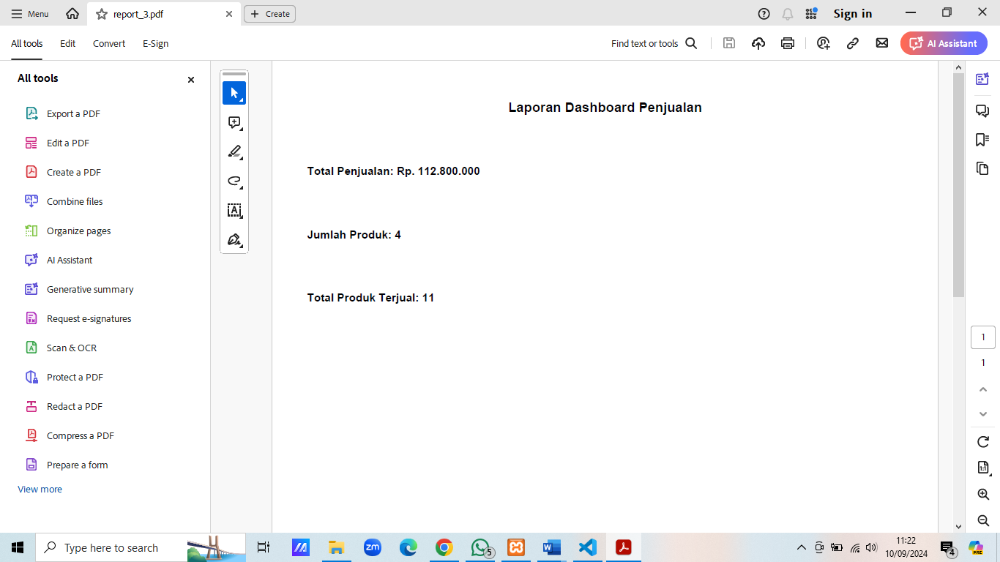 Menu
report_3.pdf
Create
Sign in
All tools
Edit
Convert
E-Sign
Find text or tools
AI Assistant
All tools
Export a PDF
Edit a PDF
Create a PDF
Combine files
Organize pages
AI Assistant
Generative summary
Request e-signatures
Scan & OCR
Protect a PDF
Redact a PDF
Compress a PDF
Prepare a form
View more
Laporan Dashboard Penjualan
Total Penjualan: Rp. 112.800.000
Jumlah Produk: 4
Total Produk Terjual: 11
1
1
1:1
Type here to search
zm
5
W
11:22
10/09/2024
4
PRE